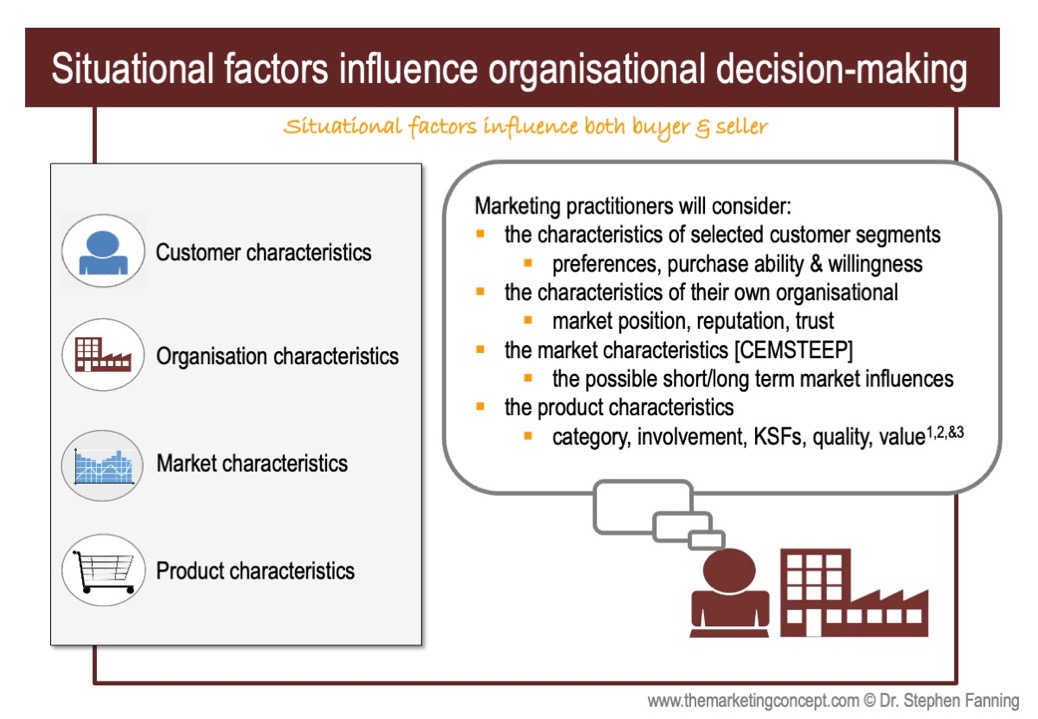 Situational factors influence organisational decision-making
Situational factors influence both buyer & seller
Customer characteristics
Organisation characteristics
Market characteristics
Product characteristics
Marketing practitioners will consider:
▪ the characteristics of selected customer segments
▪ preferences, purchase ability & willingness
▪ the characteristics of their own organisational
▪ market position, reputation, trust
▪ the market characteristics [CEMSTEEP]
▪ the possible short/long term market influences
▪ the product characteristics
▪ category, involvement, KSFs, quality, value1,2,&3
www.themarketingconcept.com © Dr. Stephen Fanning